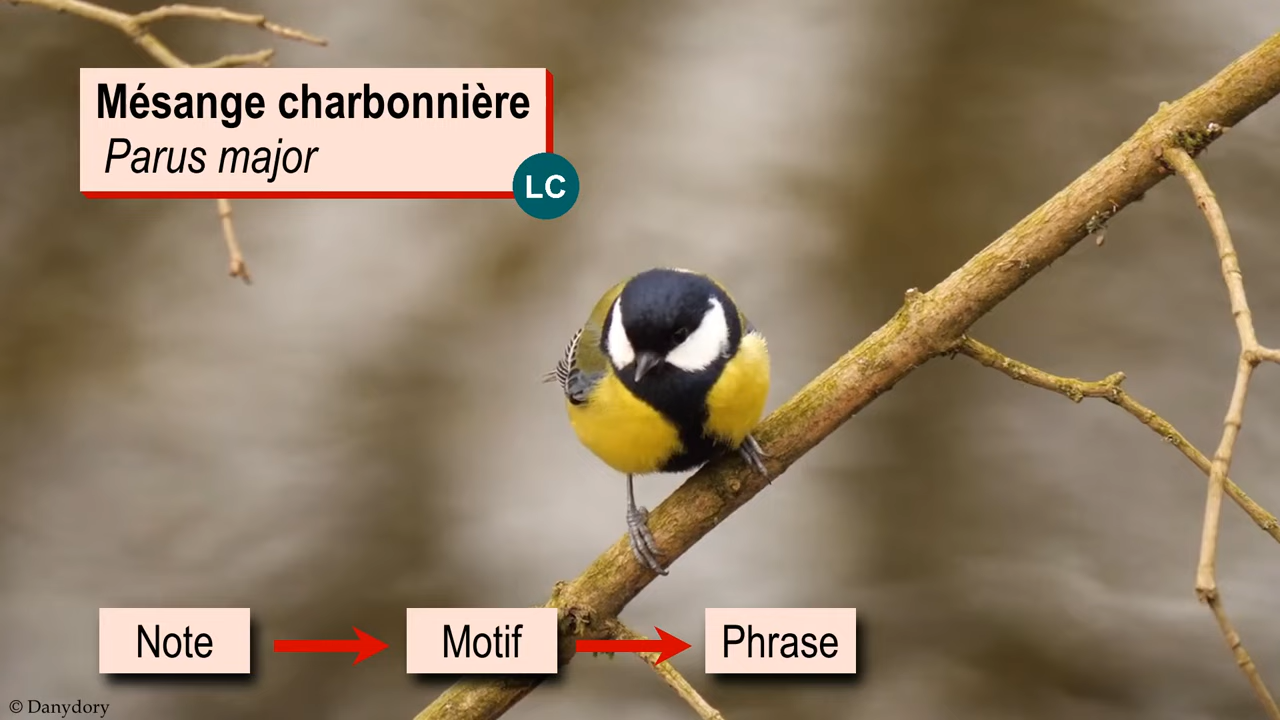 Mésange charbonnière
Parus major
LC
Note
Motif
Phrase
© Danydory